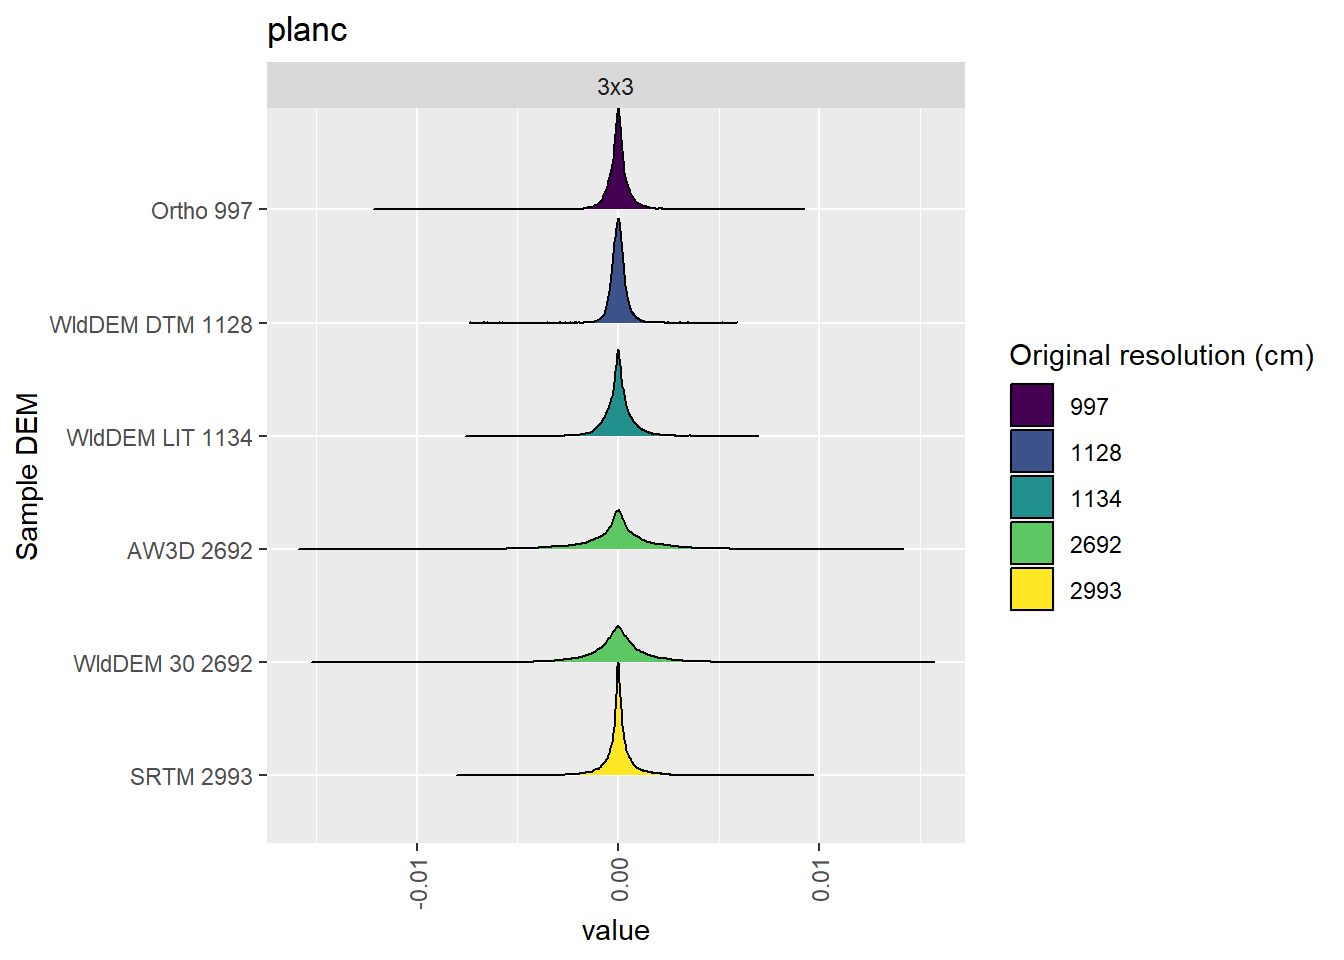 planc
3x3
Sample DEM
Ortho 997
WldDEM DTM 1128
WldDEM LIT 1134
AW3D 2692
WldDEM 30 2692
SRTM 2993
-0.01
0.00
0.01
value
Original resolution (cm)
997
1128
1134
2692
2993